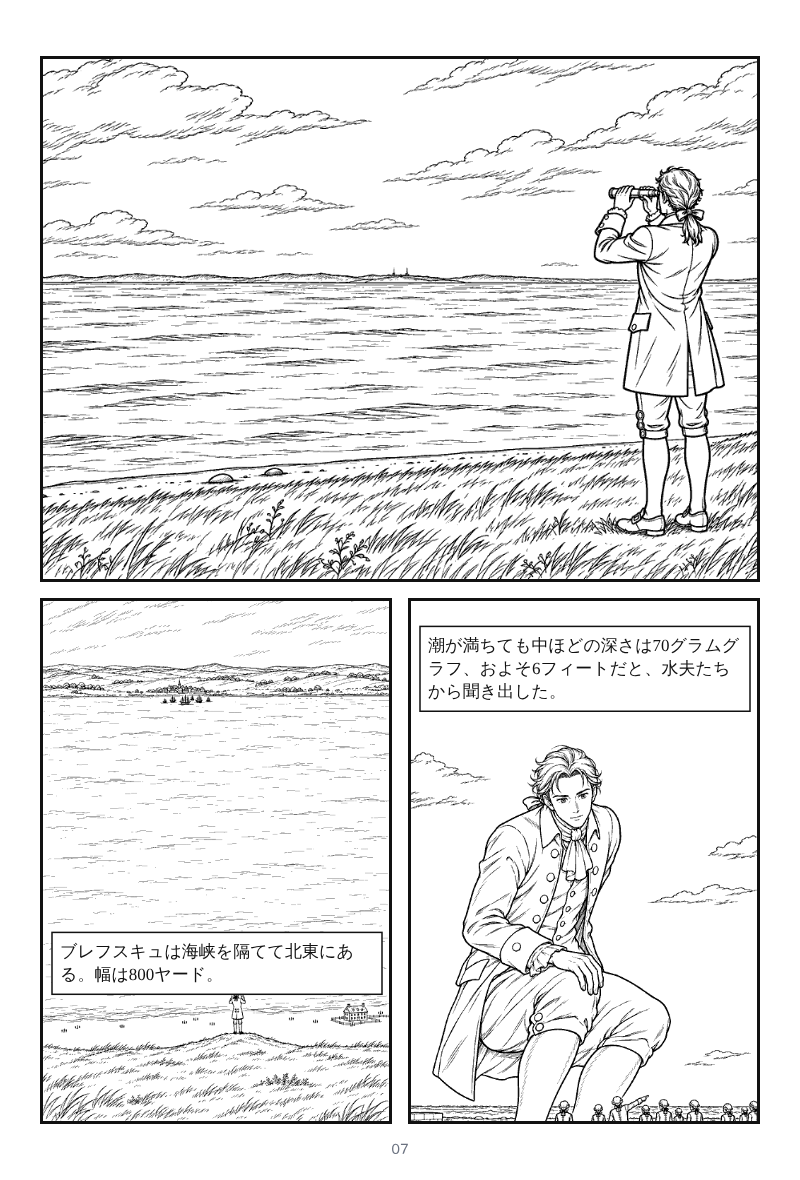 ブレフスキュは海峡を隔てて北東にあ
る。幅は800ヤード。
潮が満ちても中ほどの深さは70グラムグ
ラフ、およそ6フィートだと、水夫たち
から聞き出した。
07